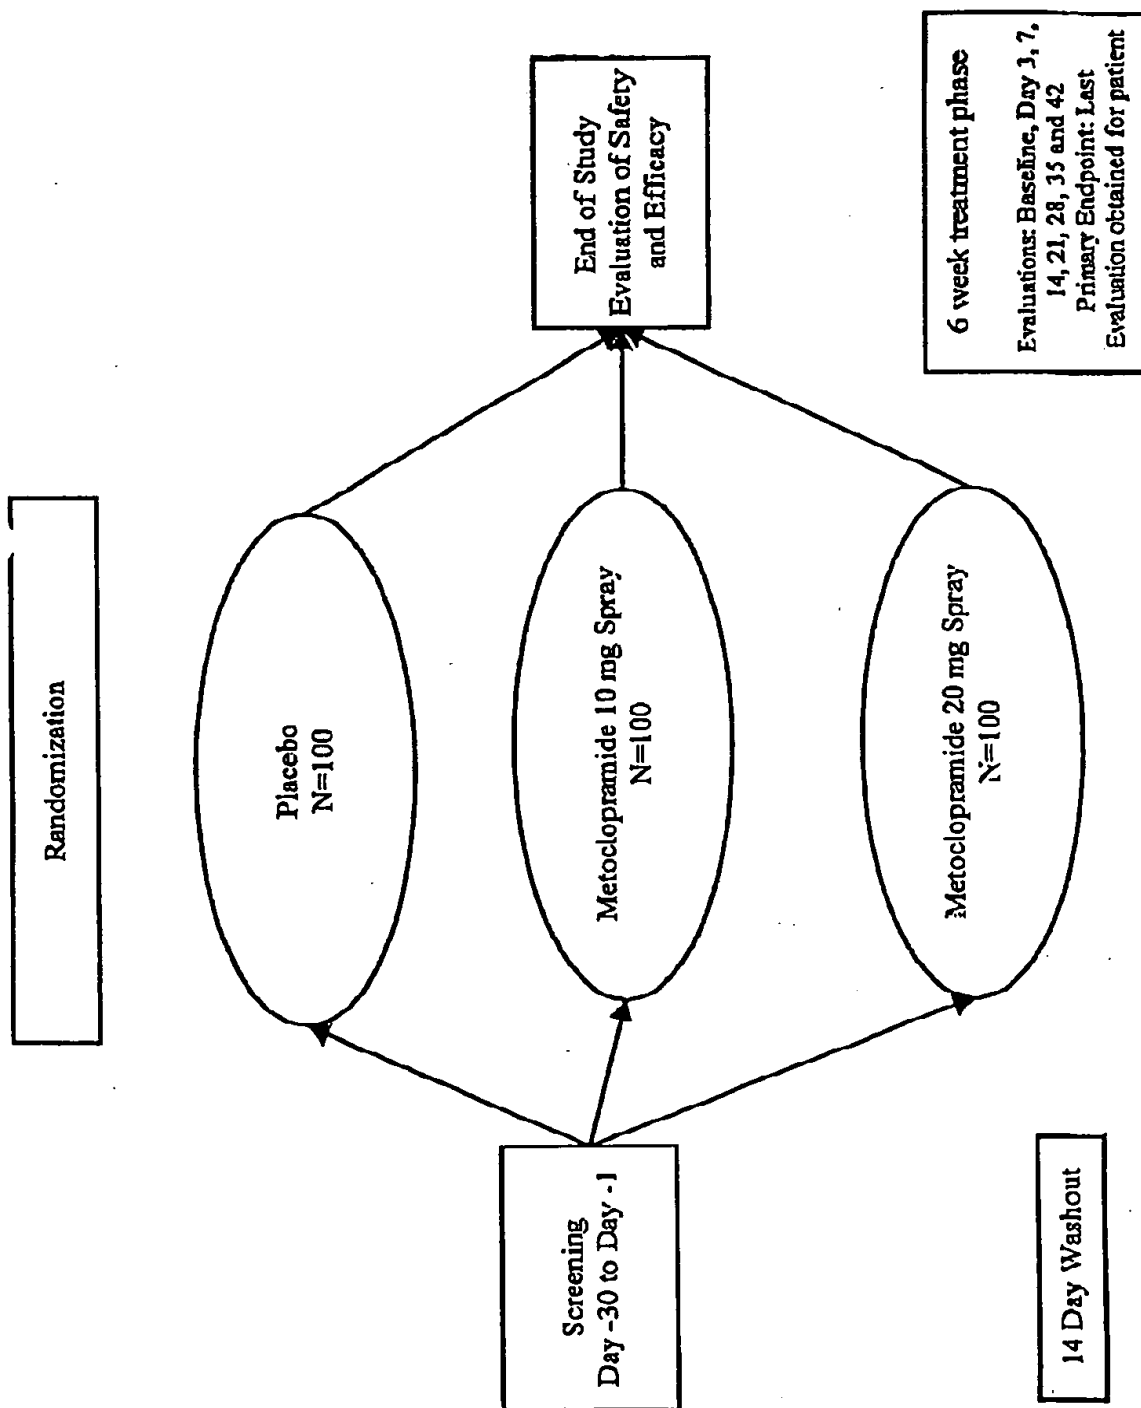 Randomization
Screening
Day -30 to Day -1
Placebo
N=100
Metoclopramide 10 mg Spray
N=100
Metoclopramide 20 mg Spray
N=100
End of Study
Evaluation of Safety
and Efficacy
14 Day Washout
6 week treatment phase
Evaluations: Baseline, Day 3, 7,
14, 21, 28, 35 and 42
Primary Endpoint: Last
Evaluation obtained for patient